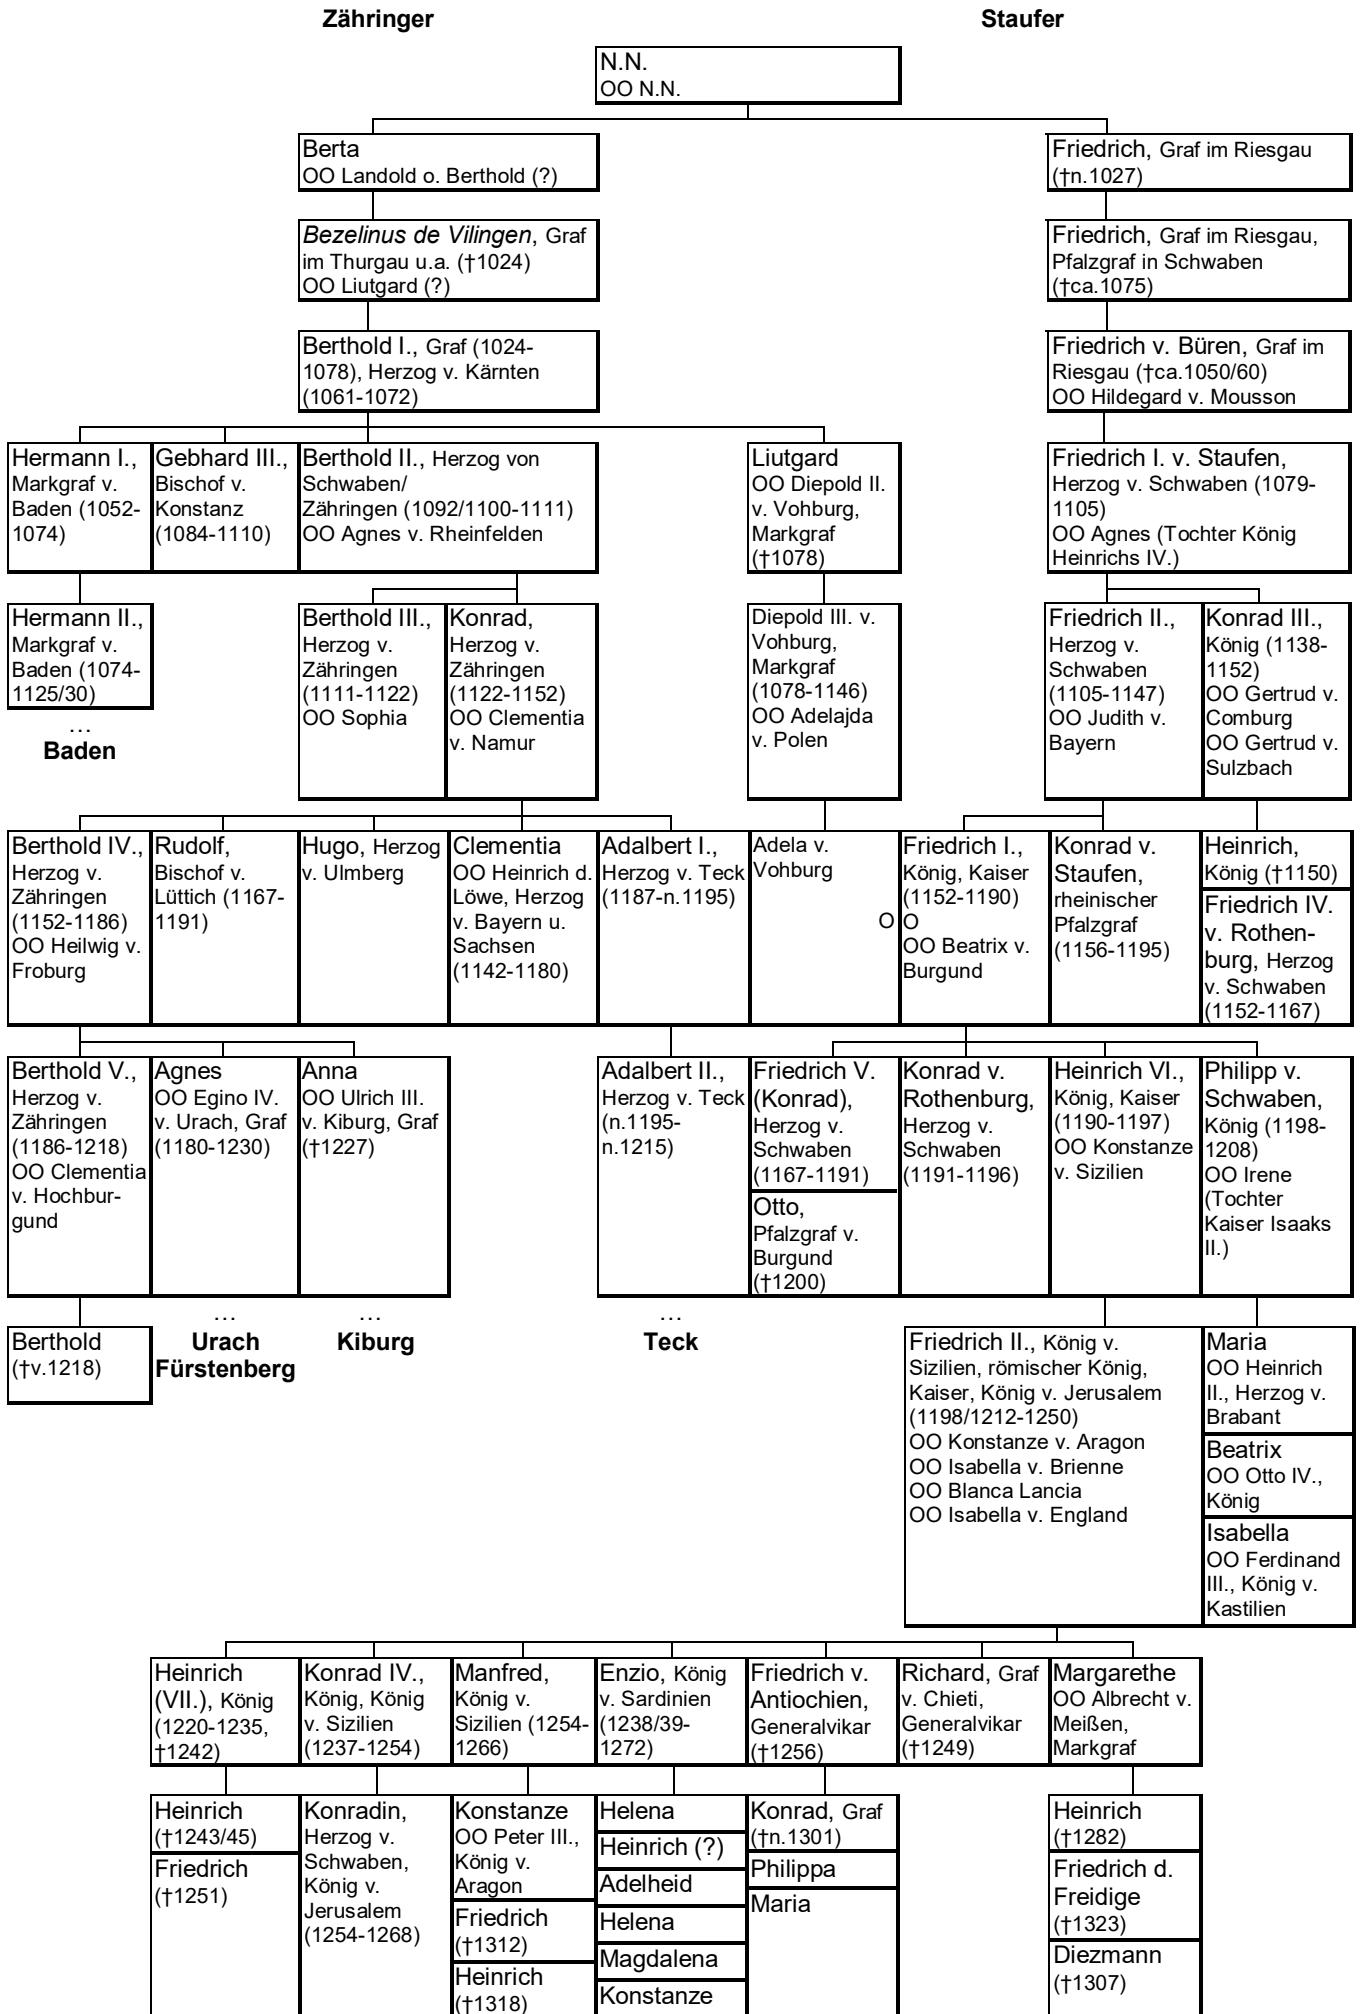 Zähringer
Staufer
N.N.
OO N.N.
Berta
OO Landold o. Berthold (?)
Friedrich, Graf im Riesgau
(†n.1027)
Bezelinus de Vilingen, Graf
im Thurgau u.a. (†1024)
OO Liutgard (?)
Friedrich, Graf im Riesgau,
Pfalzgraf in Schwaben
(†ca.1075)
Berthold I., Graf (1024-
1078), Herzog v. Kärnten
(1061-1072)
Friedrich v. Büren, Graf im
Riesgau (†ca.1050/60)
OO Hildegard v. Mousson
Hermann I.,
Markgraf v.
Baden (1052-
1074)
Gebhard III.,
Bischof v.
Konstanz
(1084-1110)
Berthold II., Herzog von
Schwaben/
Zähringen (1092/1100-1111)
OO Agnes v. Rheinfelden
Liutgard
OO Diepold II.
v. Vohburg,
Markgraf
(†1078)
Friedrich I. v. Staufen,
Herzog v. Schwaben (1079-
1105)
OO Agnes (Tochter König
Heinrichs IV.)
Hermann II.,
Markgraf v.
Baden (1074-
1125/30)
…
Baden
Berthold III.,
Herzog v.
Zähringen
(1111-1122)
OO Sophia
Konrad,
Herzog v.
Zähringen
(1122-1152)
OO Clementia
v. Namur
Diepold III. v.
Vohburg,
Markgraf
(1078-1146)
OO Adelajda
v. Polen
Friedrich II.,
Herzog v.
Schwaben
(1105-1147)
OO Judith v.
Bayern
Konrad III.,
König (1138-
1152)
OO Gertrud v.
Comburg
OO Gertrud v.
Sulzbach
Berthold IV.,
Herzog v.
Zähringen
(1152-1186)
OO Heilwig v.
Froburg
Rudolf,
Bischof v.
Lüttich (1167-
1191)
Hugo, Herzog
v. Ulmberg
Clementia
OO Heinrich d.
Löwe, Herzog
v. Bayern u.
Sachsen
(1142-1180)
Adalbert I.,
Herzog v. Teck
(1187-n.1195)
Adela v.
Vohburg
O
Friedrich I.,
König, Kaiser
(1152-1190)
O
OO Beatrix v.
Burgund
Konrad v.
Staufen,
rheinischer
Pfalzgraf
(1156-1195)
Heinrich,
König (†1150)
Friedrich IV.
v. Rothen-
burg, Herzog
v. Schwaben
(1152-1167)
Berthold V.,
Herzog v.
Zähringen
(1186-1218)
OO Clementia
v. Hochbur-
gund
Agnes
OO Egino IV.
v. Urach, Graf
(1180-1230)
Anna
OO Ulrich III.
v. Kiburg, Graf
(†1227)
Adalbert II.,
Herzog v. Teck
(n.1195-
n.1215)
Friedrich V.
(Konrad),
Herzog v.
Schwaben
(1167-1191)
Otto,
Pfalzgraf v.
Burgund
(†1200)
Konrad v.
Rothenburg,
Herzog v.
Schwaben
(1191-1196)
Heinrich VI.,
König, Kaiser
(1190-1197)
OO Konstanze
v. Sizilien
Philipp v.
Schwaben,
König (1198-
1208)
OO Irene
(Tochter
Kaiser Isaaks
II.)
Berthold
(†v.1218)
…
Urach
Fürstenberg
…
Kiburg
…
Teck
Friedrich II., König v.
Sizilien, römischer König,
Kaiser, König v. Jerusalem
(1198/1212-1250)
OO Konstanze v. Aragon
OO Isabella v. Brienne
OO Blanca Lancia
OO Isabella v. England
Maria
OO Heinrich
II., Herzog v.
Brabant
Beatrix
OO Otto IV.,
König
Isabella
OO Ferdinand
III., König v.
Kastilien
Heinrich
(VII.), König
(1220-1235,
†1242)
Konrad IV.,
König, König
v. Sizilien
(1237-1254)
Manfred,
König v.
Sizilien (1254-
1266)
Enzio, König
v. Sardinien
(1238/39-
1272)
Friedrich v.
Antiochien,
Generalvikar
(†1256)
Richard, Graf
v. Chieti,
Generalvikar
(†1249)
Margarethe
OO Albrecht v.
Meißen,
Markgraf
Heinrich
(†1243/45)
Friedrich
(†1251)
Konradin,
Herzog v.
Schwaben,
König v.
Jerusalem
(1254-1268)
Konstanze
OO Peter III.,
König v.
Aragon
Friedrich
(†1312)
Heinrich
(†1318)
Helena
Heinrich (?)
Adelheid
Helena
Magdalena
Konstanze
Konrad, Graf
(†n.1301)
Philippa
Maria
Heinrich
(†1282)
Friedrich d.
Freidige
(†1323)
Diezmann
(†1307)